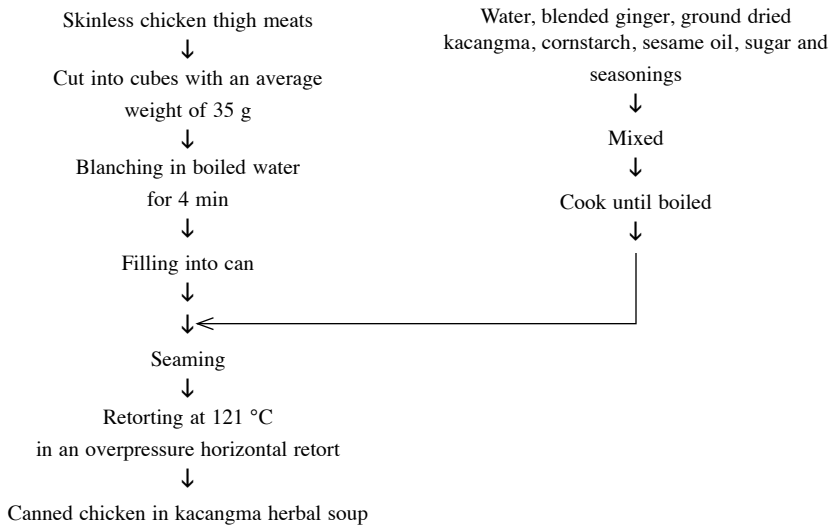 Skinless chicken thigh meats
Cut into cubes with an average
weight of 35 g
Blanching in boiled water
for 4 min
Filling into can
Water, blended ginger, ground dried
kacangma, cornstarch, sesame oil, sugar and
seasonings
Mixed
Cook until boiled
Seaming
Retorting at 121 °C
in an overpressure horizontal retort
Canned chicken in kacangma herbal soup